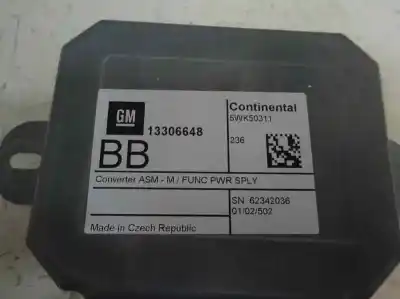 GM
13306648
BB
Continental
5WK50311
236
Converter ASM - M / FUNC PWR SPLY
SN 62342036
01/02/502
Made in Czech Republic